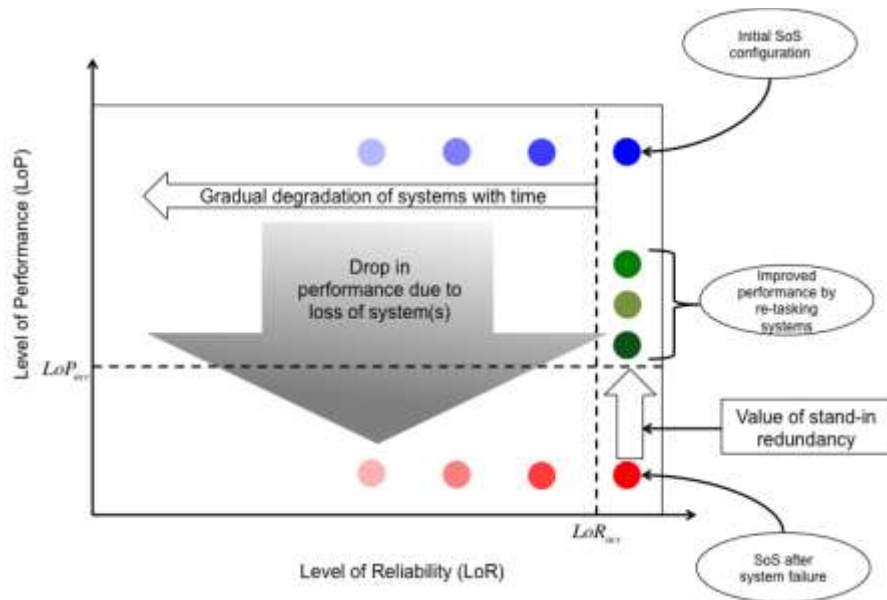 Initial SoS
configuration
Level of Performance (LoP)
Gradual degradation of systems with time
Drop in
performance due to
loss of system(s)
Improved
performance by
re-tasking
systems
LoP
Value of stand-in
redundancy
LoR
Level of Reliability (LoR)
SoS after
system failure